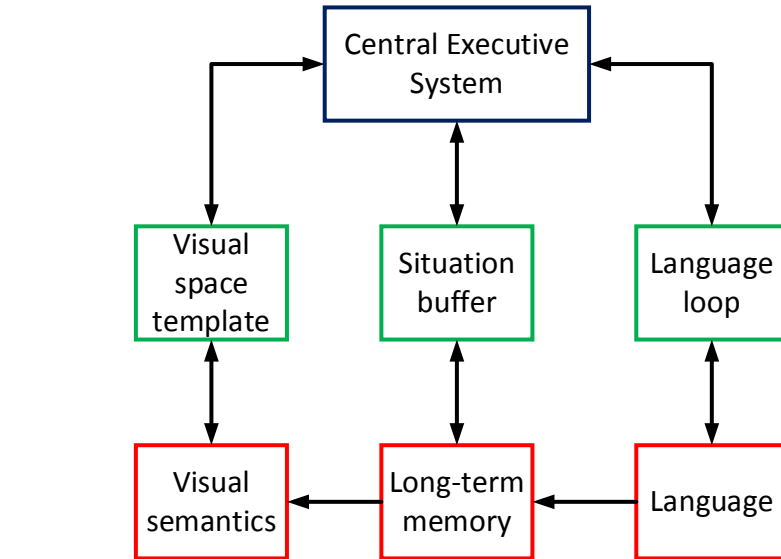 Central Executive
System
Visual
space
template
Situation
buffer
Language
loop
Visual
semantics
Long-term
memory
Language